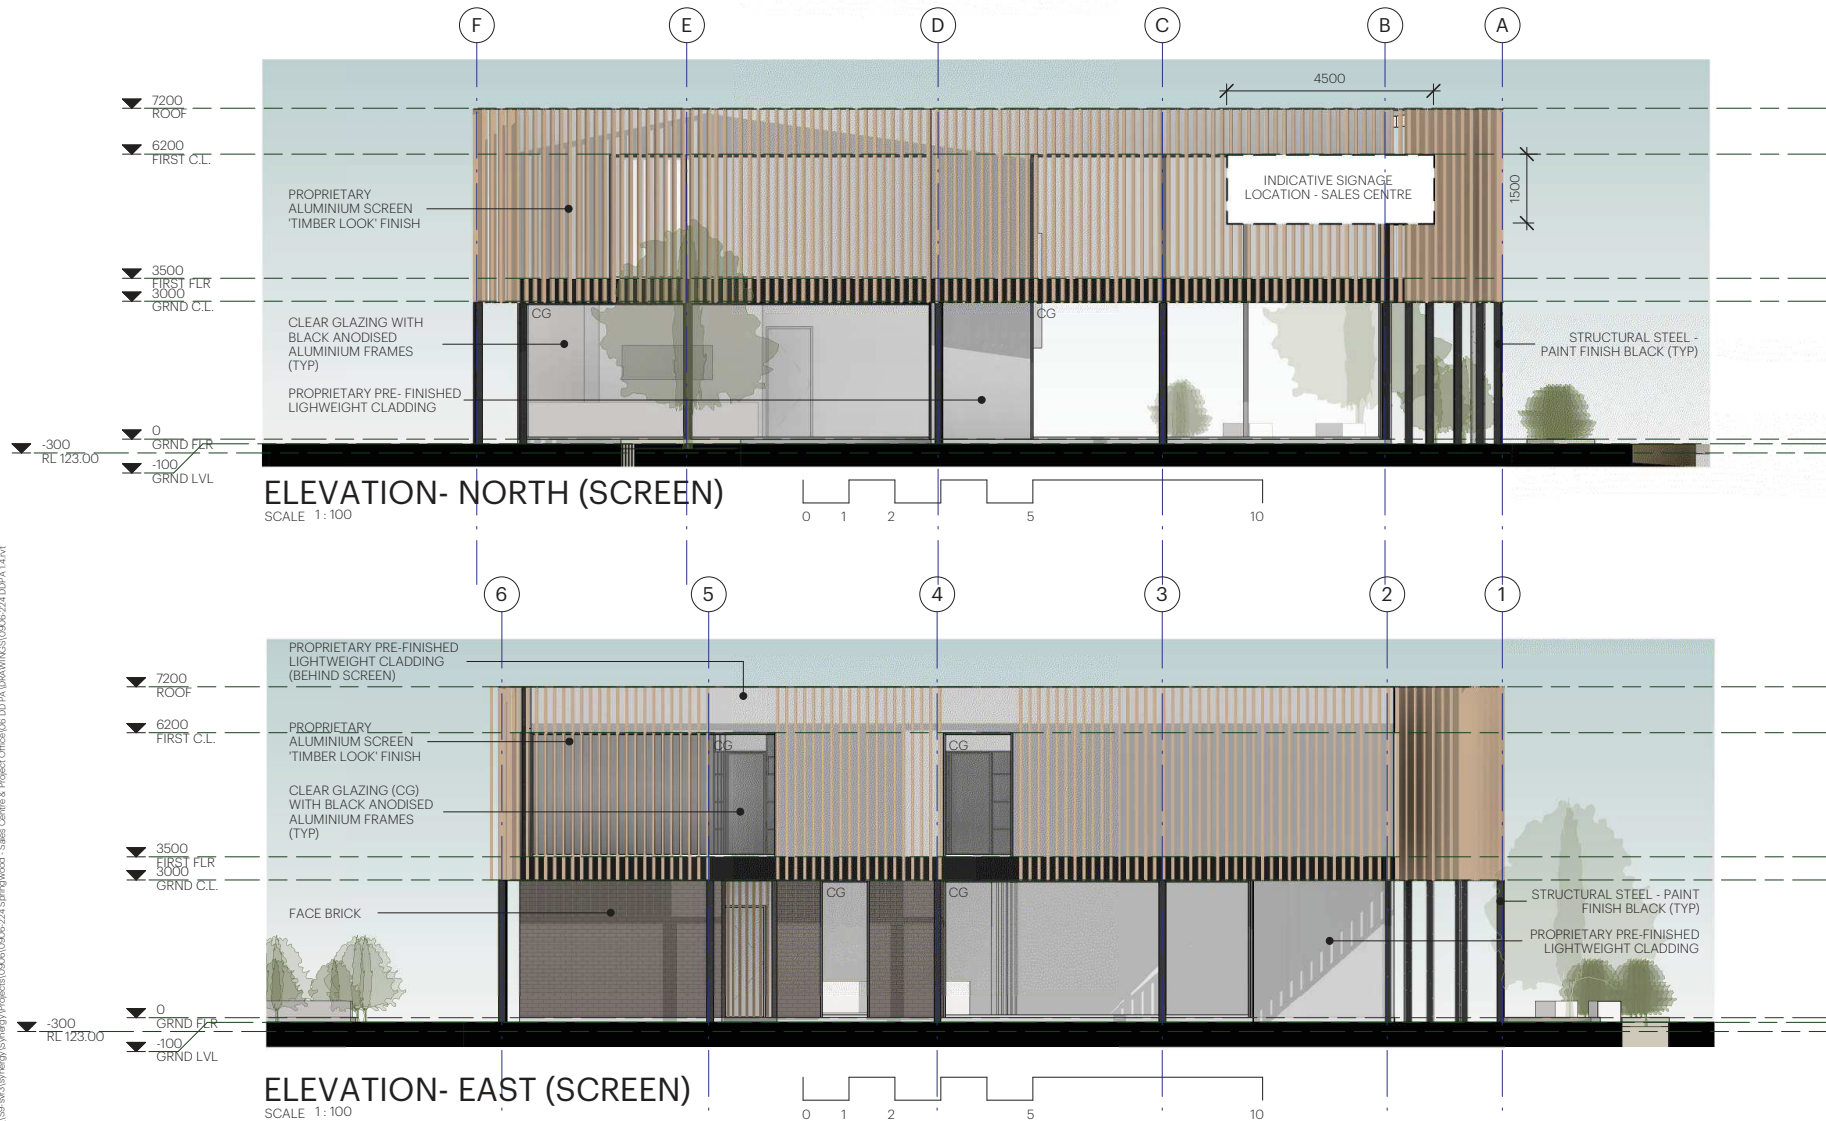 F E D C B A
4500
7200
ROOF
6200
FIRST C.L.
PROPRIETARY
ALUMINIUM SCREEN
'TIMBER LOOK' FINISH
INDICATIVE SIGNAGE
LOCATION - SALES CENTRE
1500
3500
FIRST FLR
3000
GRND C.L.
CG
CG
CLEAR GLAZING WITH
BLACK ANODISED
ALUMINIUM FRAMES
(TYP)
STRUCTURAL STEEL -
PAINT FINISH BLACK (TYP)
PROPRIETARY PRE- FINISHED
LIGHWEIGHT CLADDING
0
GRND FLR
-300
RL 123.00
-100
GRND LVL
ELEVATION- NORTH (SCREEN)
SCALE 1 : 100
0 1 2 5 10
6 5 4 3 2 1
PROPRIETARY PRE-FINISHED
LIGHTWEIGHT CLADDING
(BEHIND SCREEN)
7200
ROOF
6200
FIRST C.L.
PROPRIETARY
ALUMINIUM SCREEN
'TIMBER LOOK' FINISH
CG
CG
CLEAR GLAZING (CG)
WITH BLACK ANODISED
ALUMINIUM FRAMES
(TYP)
3500
FIRST FLR
3000
GRND C.L.
CG
CG
FACE BRICK
STRUCTURAL STEEL - PAINT
FINISH BLACK (TYP)
PROPRIETARY PRE-FINISHED
LIGHTWEIGHT CLADDING
0
GRND FLR
-300
RL 123.00
-100
GRND LVL
ELEVATION- EAST (SCREEN)
SCALE 1 : 100
0 1 2 5 10